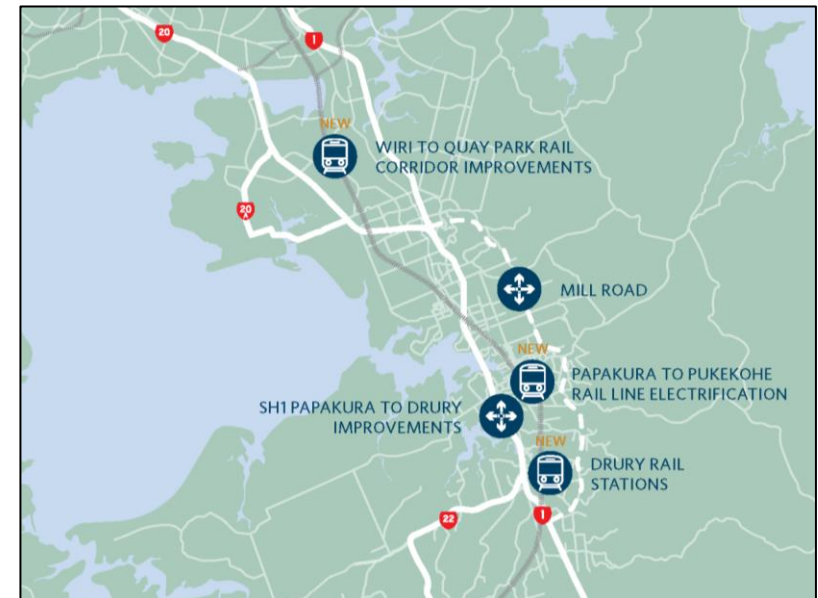 20
1
NEW
WIRI TO QUAY PARK RAIL
CORRIDOR IMPROVEMENTS
20
A
MILL ROAD
NEW
PAPAKURA TO PUKEKOHE
RAIL LINE ELECTRIFICATION
SH1 PAPAKURA TO DRURY
IMPROVEMENTS
NEW
DRURY RAIL
STATIONS
22
1